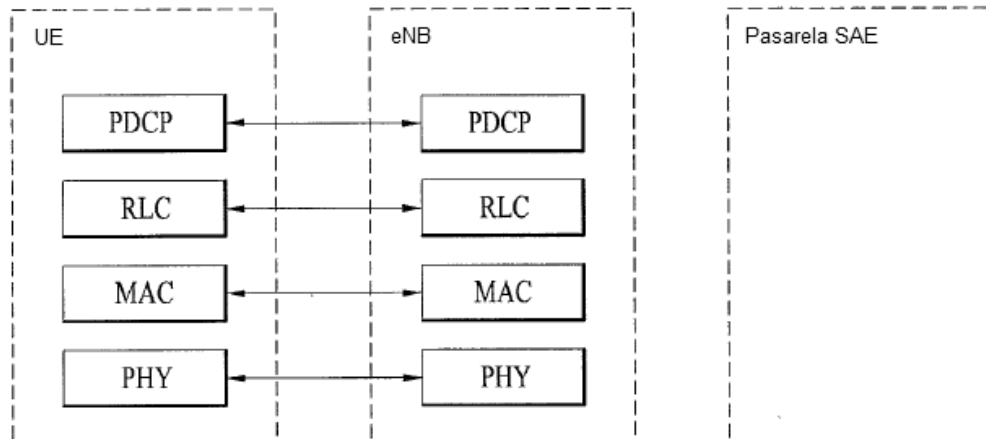 UE
eNB
Pasarela SAE
PDCP
PDCP
RLC
RLC
MAC
MAC
PHY
PHY